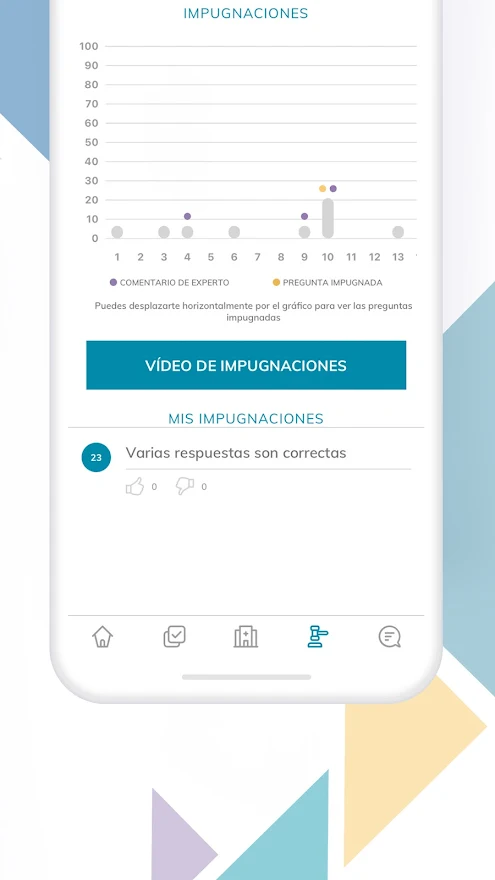 IMPUGNACIONES
100
90
80
70
60
50
40
30
20
10
0
1 2 3 4 5 6 7 8 9 10 11 12 13
COMENTARIO DE EXPERTO PREGUNTA IMPUGNADA
Puedes desplazarte horizontalmente por el gráfico para ver las preguntas
impugnadas
VÍDEO DE IMPUGNACIONES
MIS IMPUGNACIONES
23 Varias respuestas son correctas
0 0